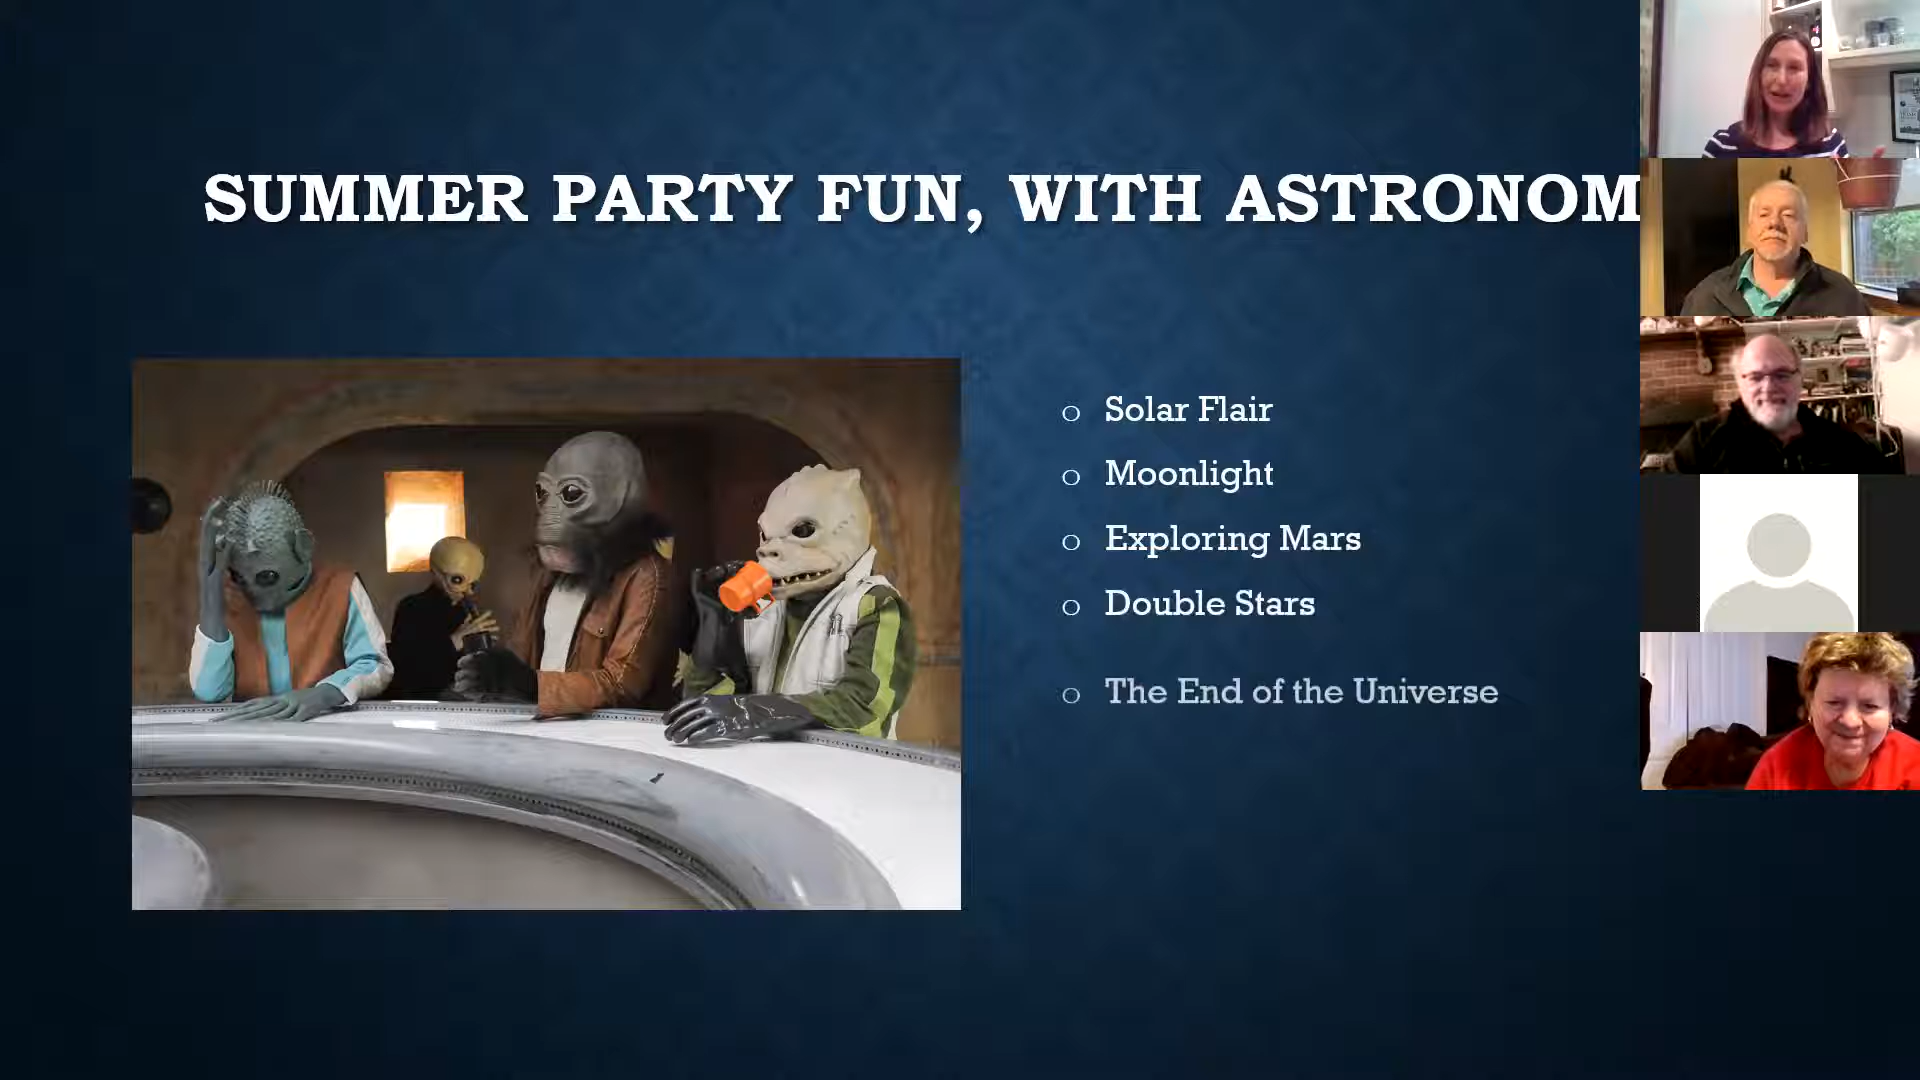 SUMMER PARTY FUN, WITH ASTRONOM
o Solar Flair
o Moonlight
o Exploring Mars
o Double Stars
o The End of the Universe